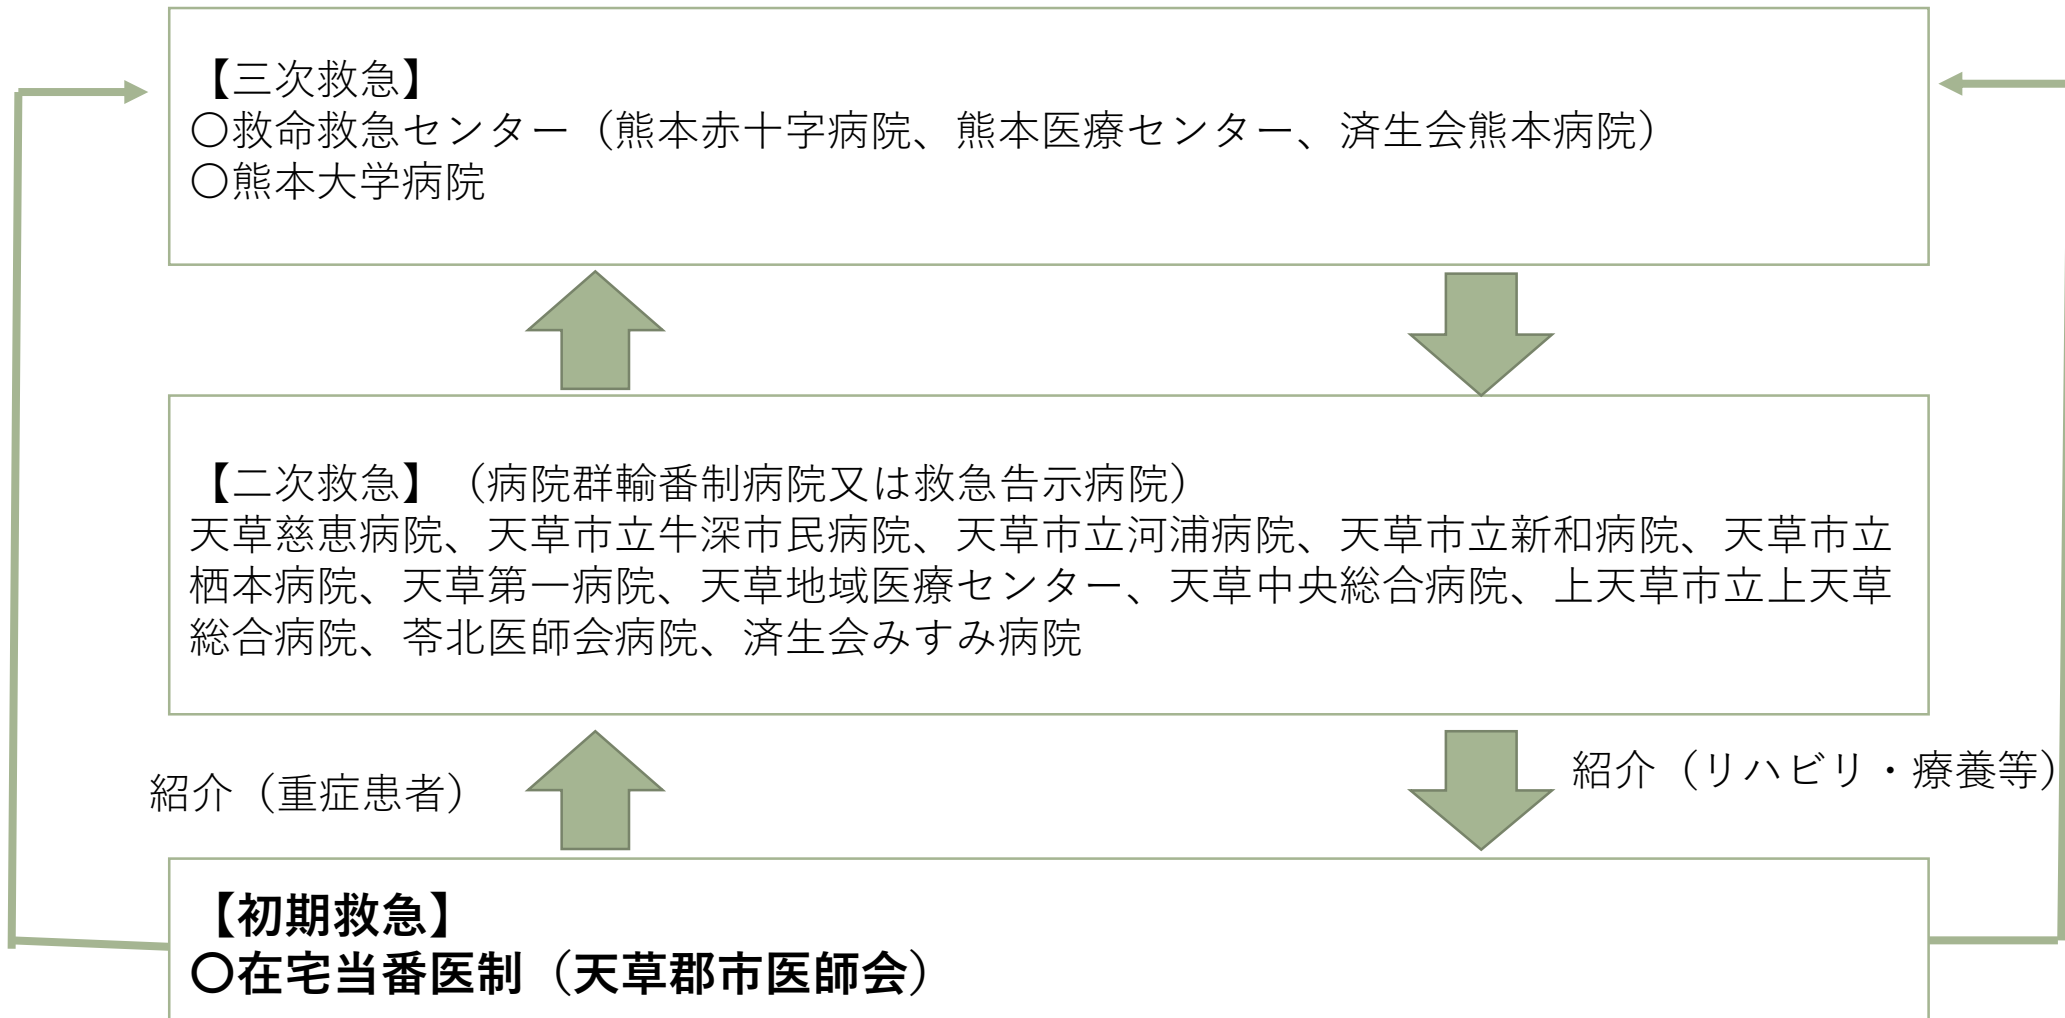 【三次救急】
〇救命救急センター（熊本赤十字病院、熊本医療センター、済生会熊本病院）
〇熊本大学病院
【二次救急】（病院群輪番制病院又は救急告示病院）
天草慈恵病院、天草市立牛深市民病院、天草市立河浦病院、天草市立新和病院、天草市立
栖本病院、天草第一病院、天草地域医療センター、天草中央総合病院、上天草市立上天草
総合病院、苓北医師会病院、済生会みすみ病院
紹介（重症患者）
紹介（リハビリ・療養等）
【初期救急】
〇在宅当番医制（天草郡市医師会）